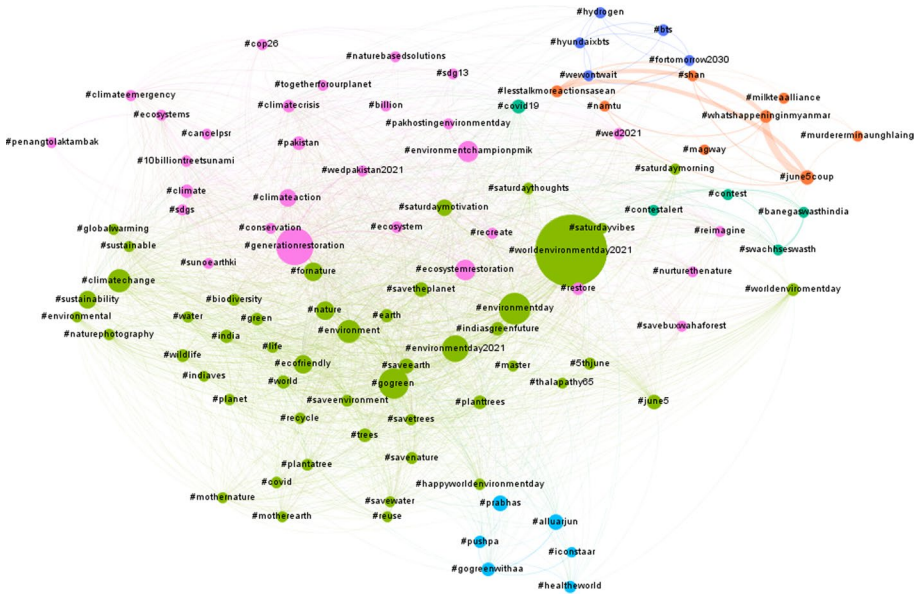 #hydrogen
#bts
#cop26
#hyundaixbts
#naturebasedsolutions
#fortomorrow2030
#sdg13
#wewontwait
#shan
#togetherforourplanet
#lesstalkmoreactionsasean
#climateemergency
#milkteaalliance
#climatecrisis
#billion
#covid19
#namtu
#ecosystems
#whatshappeninginmyanmar
#pakhostingenvironmentday
#cancelpsr
#wed2021
#murdererminaunghlaing
#penangtolaktambak
#pakistan
#environmentchampionpmik
#magway
#10billiontreetsunami
#wedpakistan2021
#saturdaymorning
#june5coup
#climate
#saturdaythoughts
#climateaction
#contest
#sdgs
#saturdaymotivation
#contestalert
#banegaswasthindia
#globalwarming
#conservation
#ecosystem
#recreate
#saturdayvibes
#reimagine
#sustainable
#generationrestoration
#worldenvironmentday2021
#swachhseswasth
#sunoearthki
#fornature
#ecosystemrestoration
#nurturethenature
#climatechange
#savetheplanet
#restore
#worldenviromentday
#sustainability
#biodiversity
#nature
#environmentday
#environmental
#water
#green
#earth
#savebuxwahaforest
#naturephotography
#india
#environment
#indiasgreenfuture
#wildlife
#life
#environmentday2021
#ecofriendly
#saveearth
#master
#5thjune
#indiaves
#world
#gogreen
#thalapathy65
#planet
#saveenvironment
#planttrees
#june5
#recycle
#savetrees
#trees
#savenature
#plantatree
#covid
#happyworldenvironmentday
#mothernature
#savewater
#prabhas
#motherearth
#reuse
#alluarjun
#pushpa
#iconstaar
#gogreenwithaa
#healtheworld